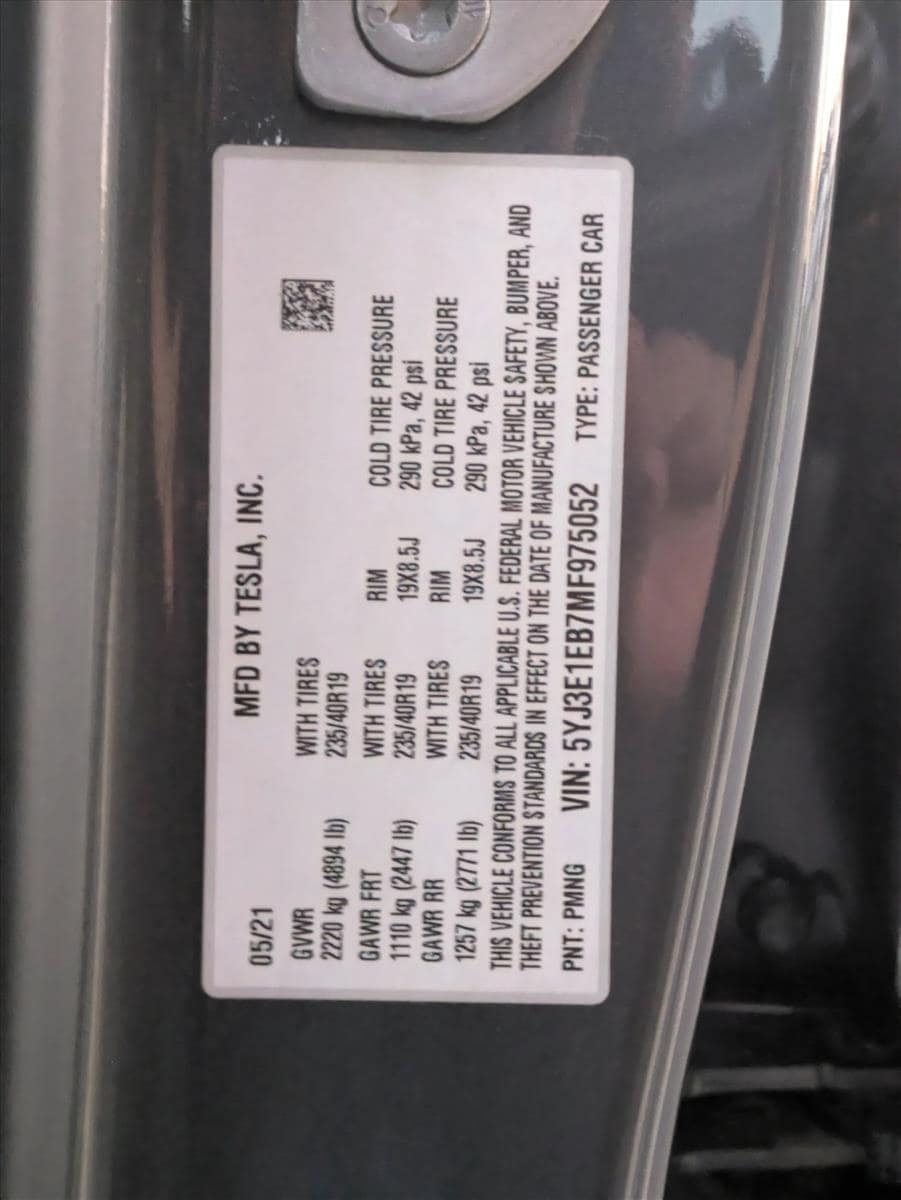 MFD BY TESLA, INC.
05/21
GVWR WITH TIRES
2220 kg (4894 lb) 235/40R19
GAWR FRT WITH TIRES RIM COLD TIRE PRESSURE
1110 kg (2447 lb) 235/40R19 19X8.5J 290 kPa, 42 psi
GAWR RR WITH TIRES RIM COLD TIRE PRESSURE
1257 kg (2771 lb) 235/40R19 19X8.5J 290 kPa, 42 psi
THIS VEHICLE CONFORMS TO ALL APPLICABLE U.S. FEDERAL MOTOR VEHICLE SAFETY, BUMPER, AND
THEFT PREVENTION STANDARDS IN EFFECT ON THE DATE OF MANUFACTURE SHOWN ABOVE.
PNT: PMNG VIN: 5YJ3E1EB7MF975052 TYPE: PASSENGER CAR